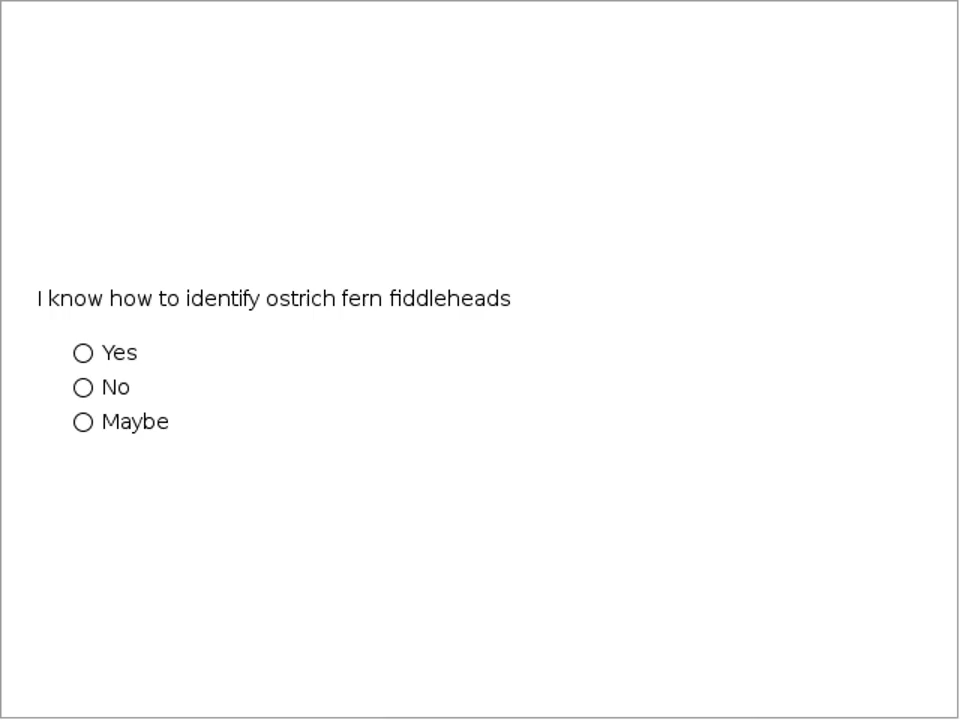 I know how to identify ostrich fern fiddleheads
Yes
No
Maybe